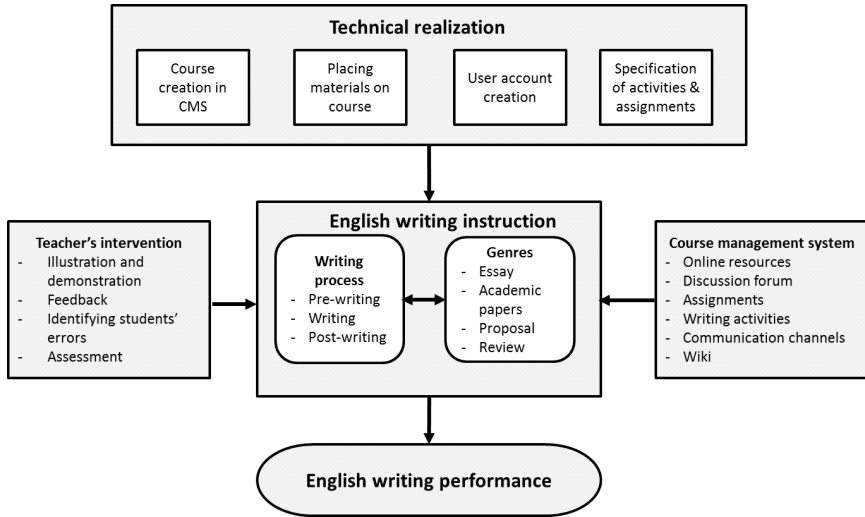 Technical realization
Course
creation in
CMS
Placing
materials on
course
User account
creation
Specification
of activities &
assignments
English writing instruction
Teacher's intervention
- Illustration and
demonstration
- Feedback
- Identifying students'
errors
- Assessment
Writing
process
- Pre-writing
- Writing
- Post-writing
Genres
- Essay
- Academic
papers
- Proposal
- Review
Course management system
- Online resources
- Discussion forum
- Assignments
- Writing activities
- Communication channels
- Wiki
English writing performance